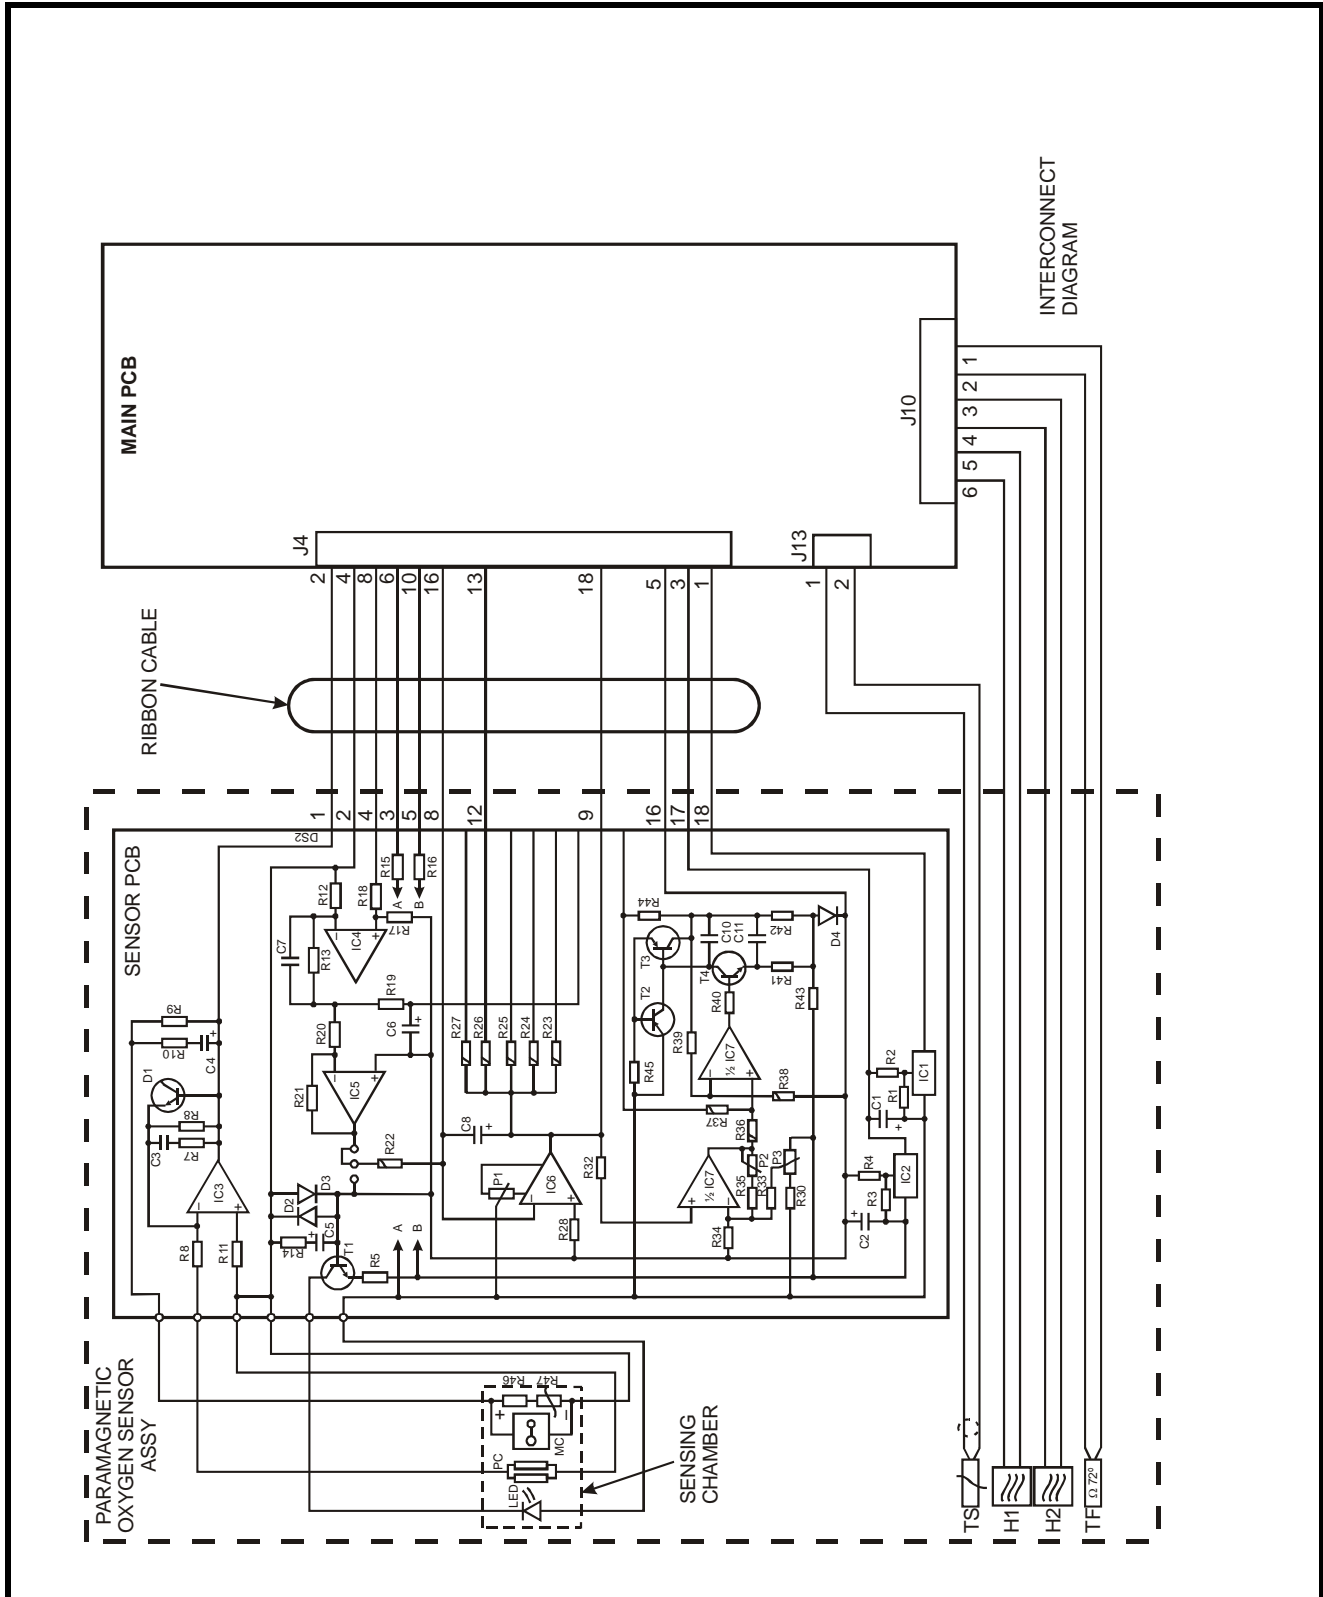 INTERCONNECT
DIAGRAM
MAIN PCB
J10
1
2
3
4
5
6
J4
2
4
8
6
10
16
13
18
5
3
1
J13
1
2
RIBBON CABLE
SENSOR PCB
DS2
1
2
4
3
5
8
12
9
16
17
18
R9
R10
C4
+
D1
R8
C3
R7
IC3
–
+
R8
R11
C7
R12
R13
R18
R15
R16
A
B
R17
IC4
–
+
R19
R20
C6
+
R21
IC5
–
+
R22
D3
D2
R14
C5
+
T1
R5
A
B
R27
R26
R25
R24
R23
C8
+
P1
IC6
–
+
R28
R32
R44
T3
T2
T4
C10
C11
R42
R41
D4
R43
R45
R39
R40
½ IC7
–
+
R38
R37
R36
½ IC7
+
–
R35
P2
R33
P3
R30
R34
R2
R1
C1
+
IC1
R4
R3
C2
+
IC2
PARAMAGNETIC
OXYGEN SENSOR
ASSY
R46
R47
+
–
MC
PC
LED
SENSING
CHAMBER
TS
H1
H2
TF
Ω 72º